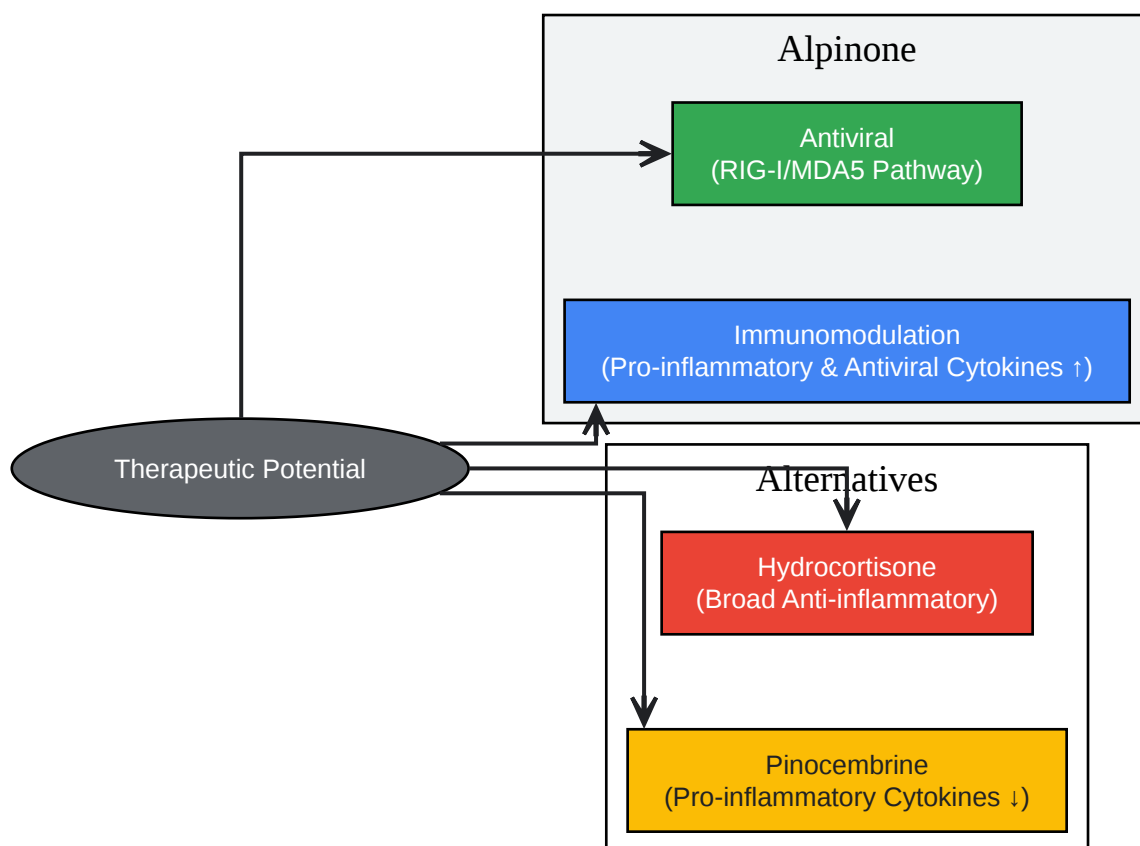 Alpinone
Antiviral
(RIG-I/MDA5 Pathway)
Immunomodulation
(Pro-inflammatory & Antiviral Cytokines ↑)
Therapeutic Potential
Alternatives
Hydrocortisone
(Broad Anti-inflammatory)
Pinocembrine
(Pro-inflammatory Cytokines ↓)